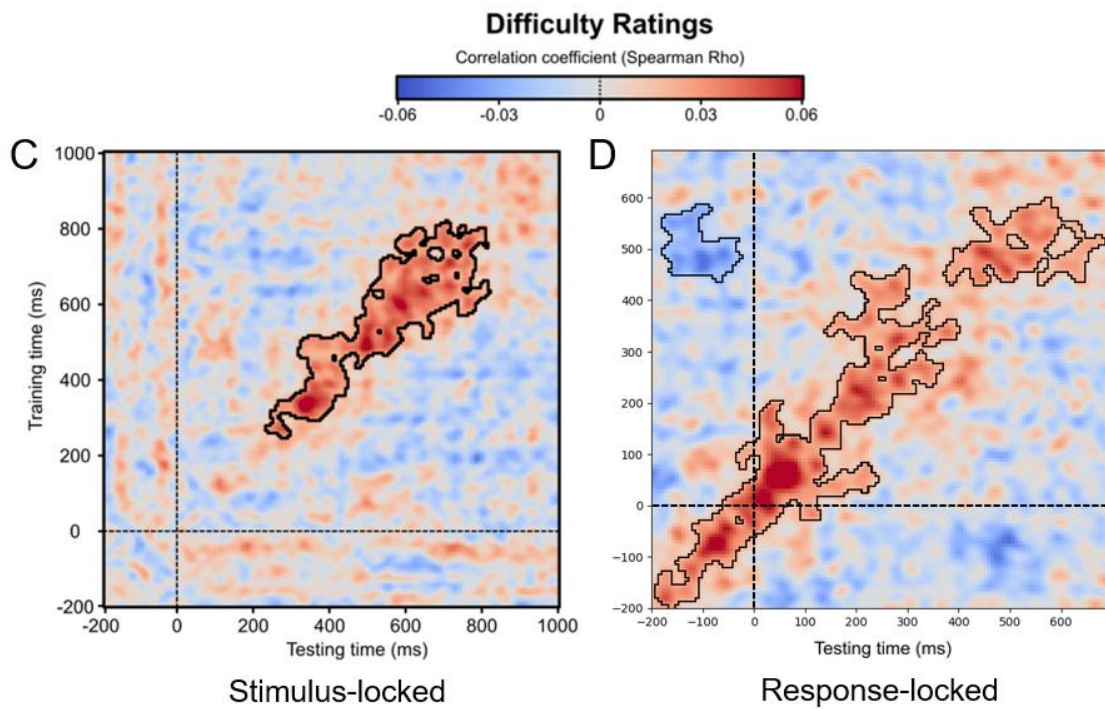 Difficulty Ratings
Correlation coefficient (Spearman Rho)
-0.06 -0.03 0 0.03 0.06
C
1000
800
600
400
200
0
-200
Training time (ms)
-200 0 200 400 600 800 1000
Testing time (ms)
Stimulus-locked
D
600
500
400
300
200
100
0
-100
-200
-200 -100 0 100 200 300 400 500 600
Testing time (ms)
Response-locked